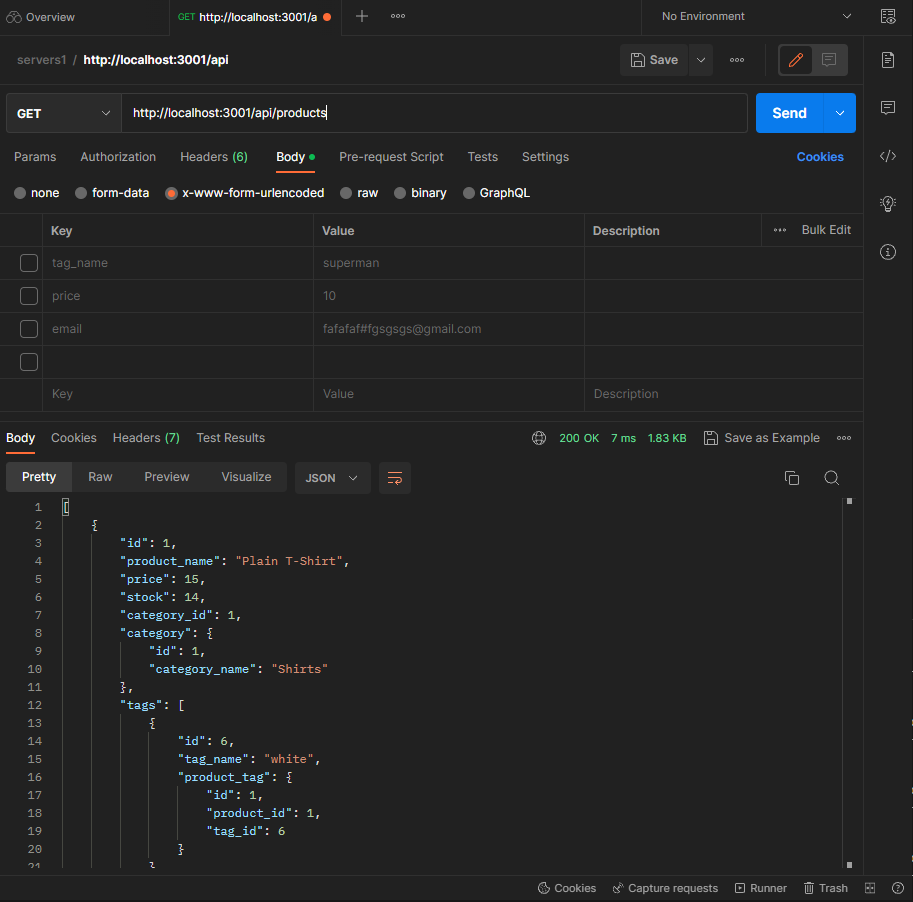 Overview
GET http://localhost:3001/a
No Environment
servers1 / http://localhost:3001/api
Save
GET
http://localhost:3001/api/products
Send
Params Authorization Headers (6) Body Pre-request Script Tests Settings Cookies
none form-data x-www-form-urlencoded raw binary GraphQL
Key Value Description Bulk Edit
tag_name superman
price 10
email fafafaf#fgsgsgs@gmail.com
Key Value Description
Body Cookies Headers (7) Test Results 200 OK 7 ms 1.83 KB Save as Example
Pretty Raw Preview Visualize JSON
1 [
2 {
3 "id": 1,
4 "product_name": "Plain T-Shirt",
5 "price": 15,
6 "stock": 14,
7 "category_id": 1,
8 "category": {
9 "id": 1,
10 "category_name": "Shirts"
11 },
12 "tags": [
13 {
14 "id": 6,
15 "tag_name": "white",
16 "product_tag": {
17 "id": 1,
18 "product_id": 1,
19 "tag_id": 6
20 }
21 }
Cookies Capture requests Runner Trash